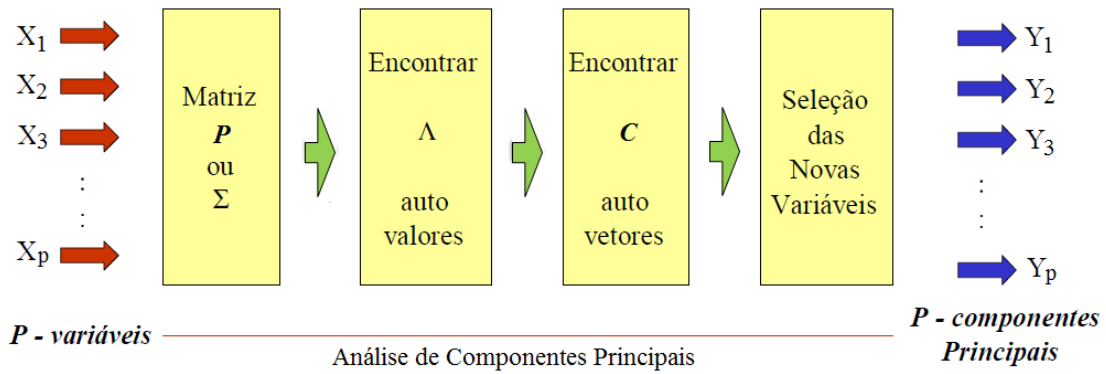 X1
X2
X3
:
:
Xp
P - variáveis
Matriz
P
ou
Σ
Encontrar
Λ
auto
valores
Encontrar
C
auto
vetores
Seleção
das
Novas
Variáveis
Análise de Componentes Principais
Y1
Y2
Y3
:
:
Yp
P - componentes
Principais